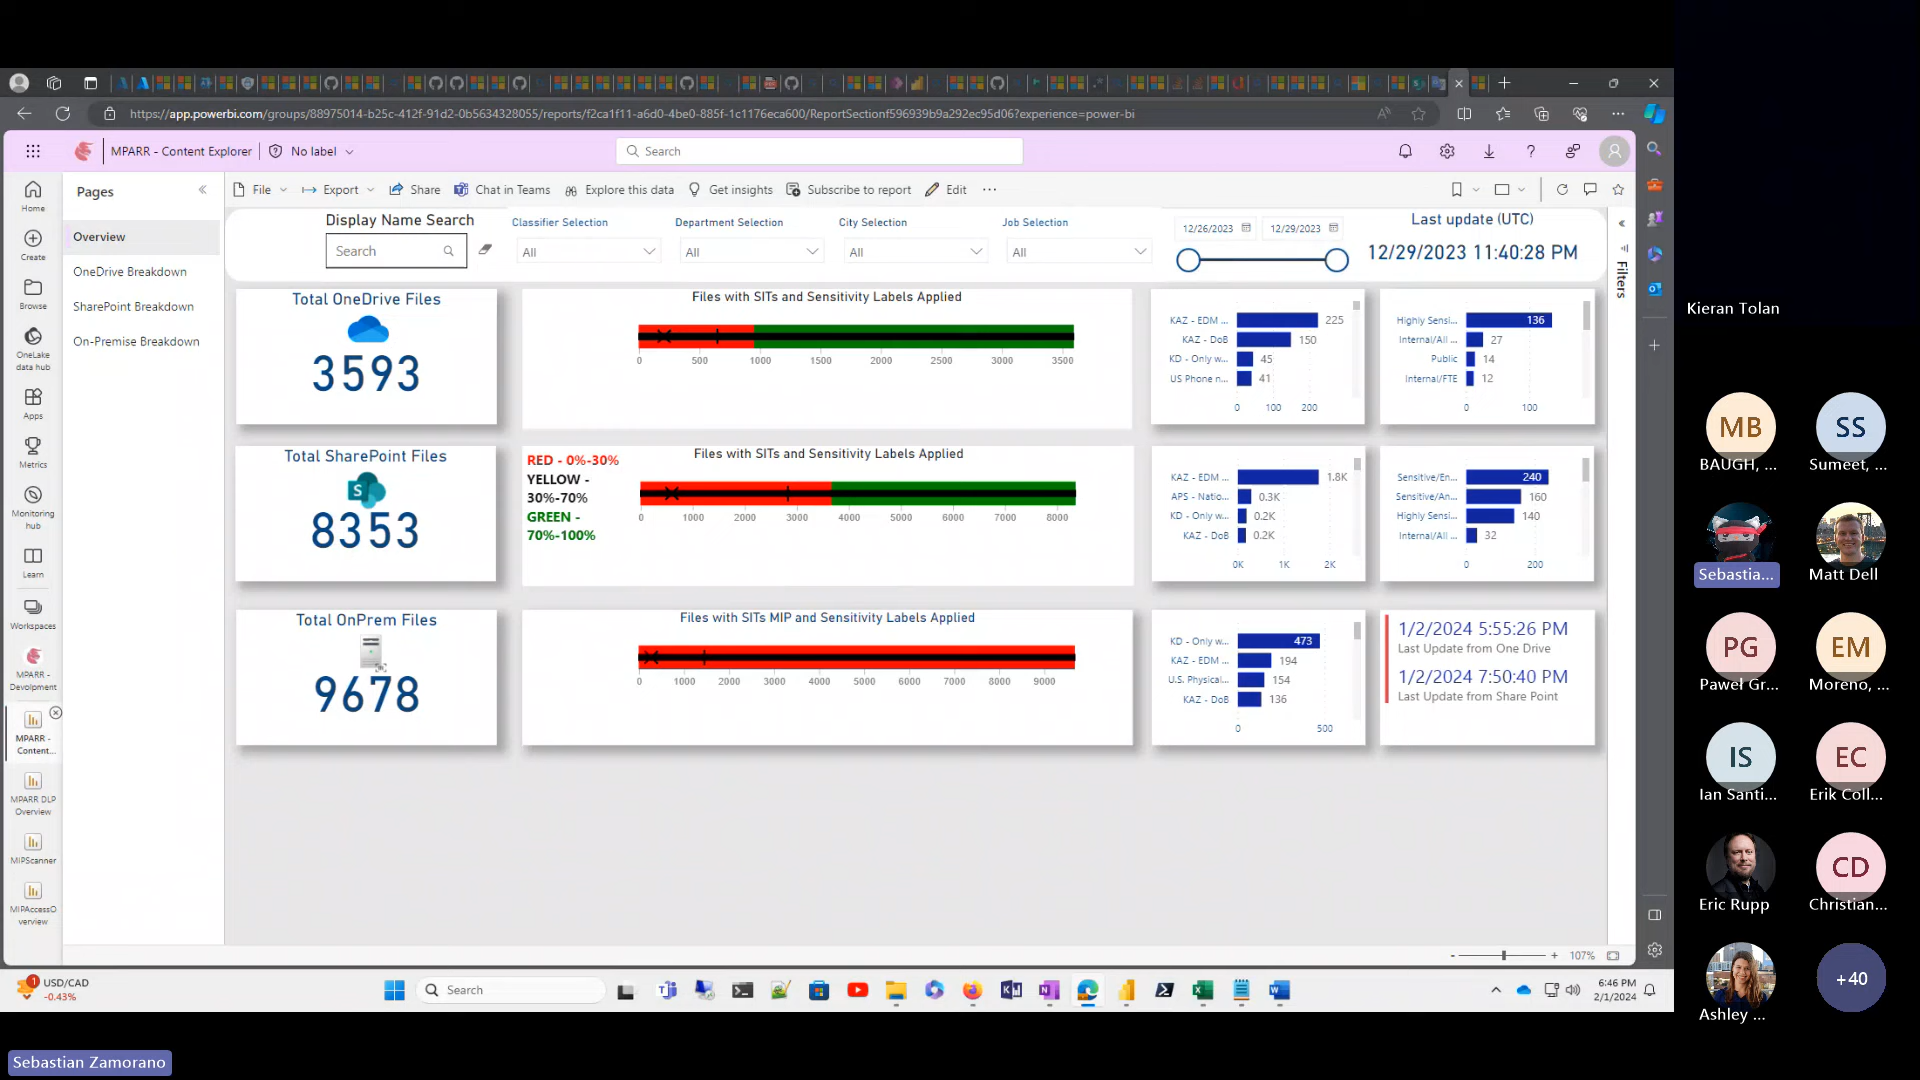 https://app.powerbi.com/groups/88975014-b25c-412f-91d2-0b5634328055/reports/f2ca1f11-a6d0-4be0-885f-1c1176eca600/ReportSectionf596939b9a292ec95d06?experience=power-bi
MPARR - Content Explorer
No label
Search
Home
Create
Browse
OneLake data hub
Apps
Metrics
Monitoring hub
Learn
Workspaces
MPARR - Devolpment
MPARR - Content...
MPARR DLP Overview
MIPScanner
MIPAccessO verview
Pages
Overview
OneDrive Breakdown
SharePoint Breakdown
On-Premise Breakdown
File
Export
Share
Chat in Teams
Explore this data
Get insights
Subscribe to report
Edit
Display Name Search
Search
Classifier Selection
All
Department Selection
All
City Selection
All
Job Selection
All
12/26/2023
12/29/2023
Last update (UTC)
12/29/2023 11:40:28 PM
Filters
Total OneDrive Files
3593
Files with SITs and Sensitivity Labels Applied
0 500 1000 1500 2000 2500 3000 3500
KAZ - EDM ... 225
KAZ - DoB 150
KD - Only w... 45
US Phone n... 41
0 100 200
Highly Sensi... 136
Internal/All ... 27
Public 14
Internal/FTE 12
0 100
Total SharePoint Files
8353
RED - 0%-30%
YELLOW -
30%-70%
GREEN -
70%-100%
Files with SITs and Sensitivity Labels Applied
0 1000 2000 3000 4000 5000 6000 7000 8000
KAZ - EDM ... 1.8K
APS - Natio... 0.3K
KD - Only w... 0.2K
KAZ - DoB 0.2K
0K 1K 2K
Sensitive/En... 240
Sensitive/An... 160
Highly Sensi... 140
Internal/All ... 32
0 200
Total OnPrem Files
9678
Files with SITs MIP and Sensitivity Labels Applied
0 1000 2000 3000 4000 5000 6000 7000 8000 9000
KD - Only w... 473
KAZ - EDM ... 194
U.S. Physical... 154
KAZ - DoB 136
0 500
1/2/2024 5:55:26 PM
Last Update from One Drive
1/2/2024 7:50:40 PM
Last Update from Share Point
107%
1
USD/CAD
-0.43%
Search
6:46 PM
2/1/2024
Sebastian Zamorano
Kieran Tolan
MB
BAUGH, ...
SS
Sumeet, ...
Sebastia...
Matt Dell
PG
Paweł Gr...
EM
Moreno, ...
IS
Ian Santi...
EC
Erik Coll...
Eric Rupp
CD
Christian...
Ashley ...
+40